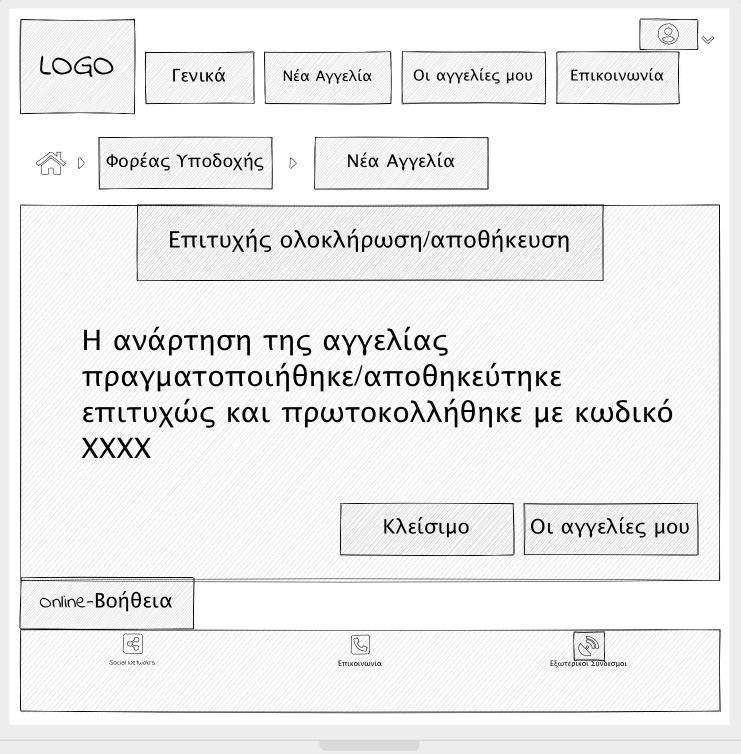 LOGO
Γενικά
Νέα Αγγελία
Οι αγγελίες μου
Επικοινωνία
Φορέας Υποδοχής
Νέα Αγγελία
Επιτυχής ολοκλήρωση/αποθήκευση
Η ανάρτηση της αγγελίας
πραγματοποιήθηκε/αποθηκεύτηκε
επιτυχώς και πρωτοκολλήθηκε με κωδικό
XXXX
Κλείσιμο
Οι αγγελίες μου
Online-Βοήθεια
Social Networks
Επικοινωνία
Εξωτερικοί Σύνδεσμοι